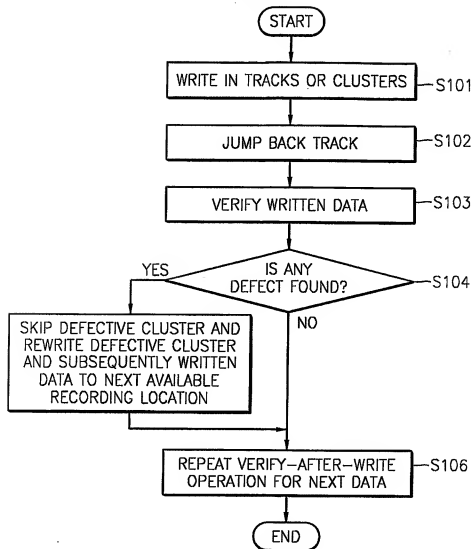 START
WRITE IN TRACKS OR CLUSTERS
S101
JUMP BACK TRACK
S102
VERIFY WRITTEN DATA
S103
IS ANY
DEFECT FOUND?
S104
YES
NO
SKIP DEFECTIVE CLUSTER AND
REWRITE DEFECTIVE CLUSTER
AND SUBSEQUENTLY WRITTEN
DATA TO NEXT AVAILABLE
RECORDING LOCATION
REPEAT VERIFY-AFTER-WRITE
OPERATION FOR NEXT DATA
S106
END